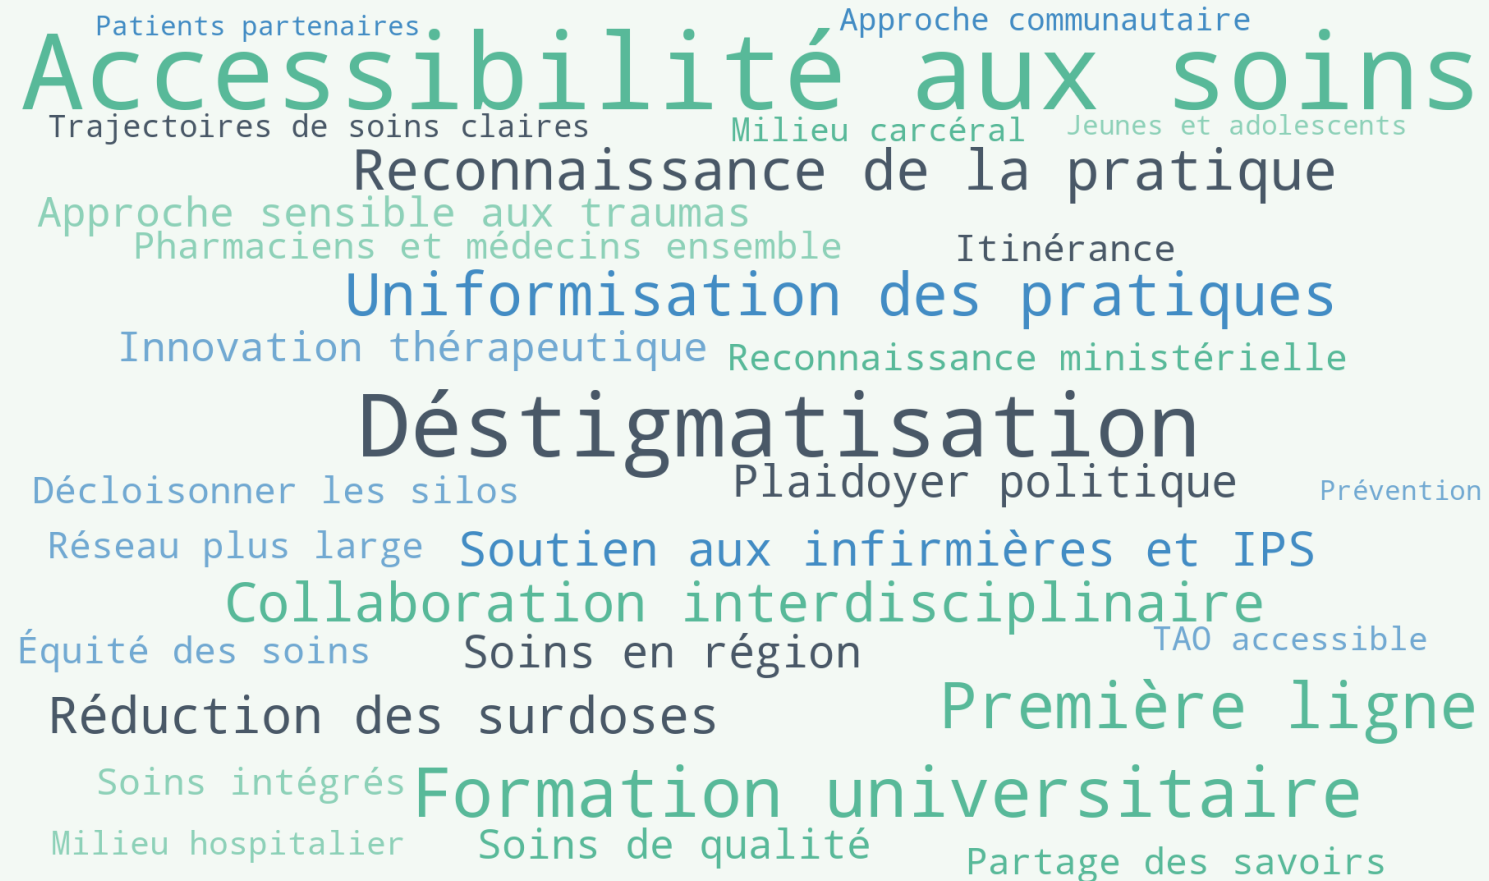 Patients partenaires
Approche communautaire
Accessibilité aux soins
Trajectoires de soins claires
Milieu carcéral
Jeunes et adolescents
Reconnaissance de la pratique
Approche sensible aux traumas
Pharmaciens et médecins ensemble
Itinérance
Uniformisation des pratiques
Innovation thérapeutique
Reconnaissance ministérielle
Déstigmatisation
Plaidoyer politique
Décloisonner les silos
Prévention
Réseau plus large
Soutien aux infirmières et IPS
Collaboration interdisciplinaire
Équité des soins
Soins en région
TAO accessible
Réduction des surdoses
Première ligne
Soins intégrés
Formation universitaire
Milieu hospitalier
Soins de qualité
Partage des savoirs